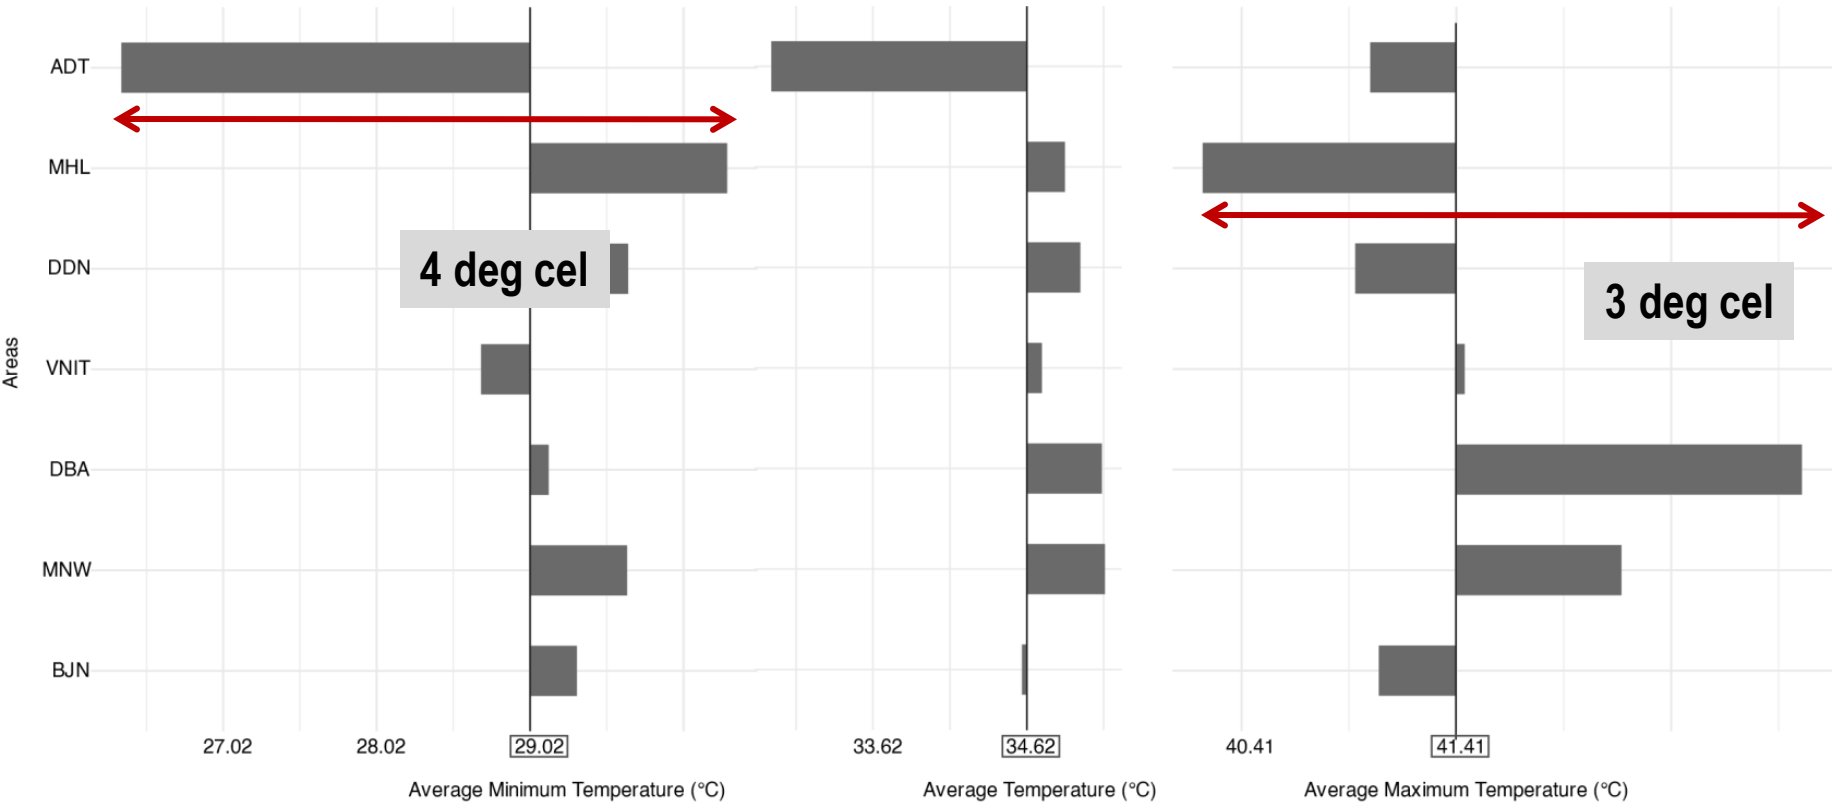 ADT
MHL
DDN
VNIT
DBA
MNW
BJN
Areas
4 deg cel
3 deg cel
27.02 28.02 29.02 33.62 34.62 40.41 41.41
Average Minimum Temperature (°C) Average Temperature (°C) Average Maximum Temperature (°C)